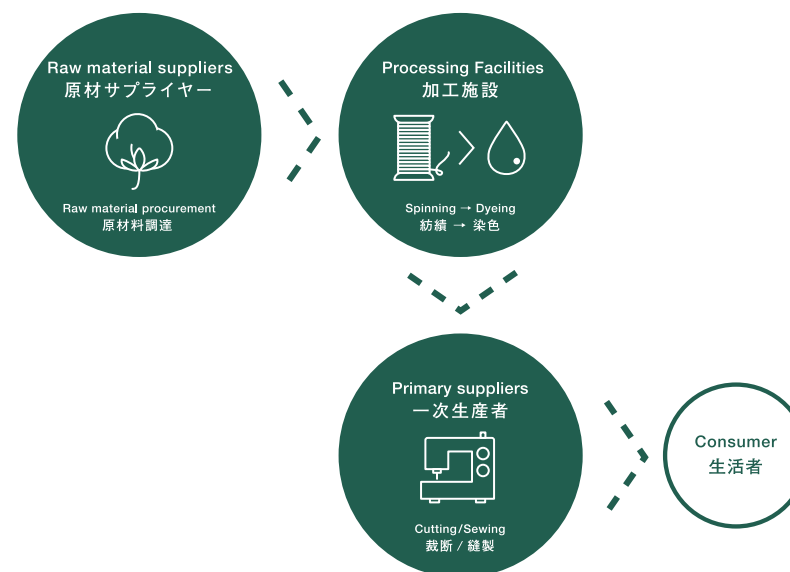 Raw material suppliers
原材サプライヤー
Raw material procurement
原材料調達
Processing Facilities
加工施設
Spinning → Dyeing
紡績 → 染色
Primary suppliers
一次生産者
Cutting/Sewing
裁断 / 縫製
Consumer
生活者